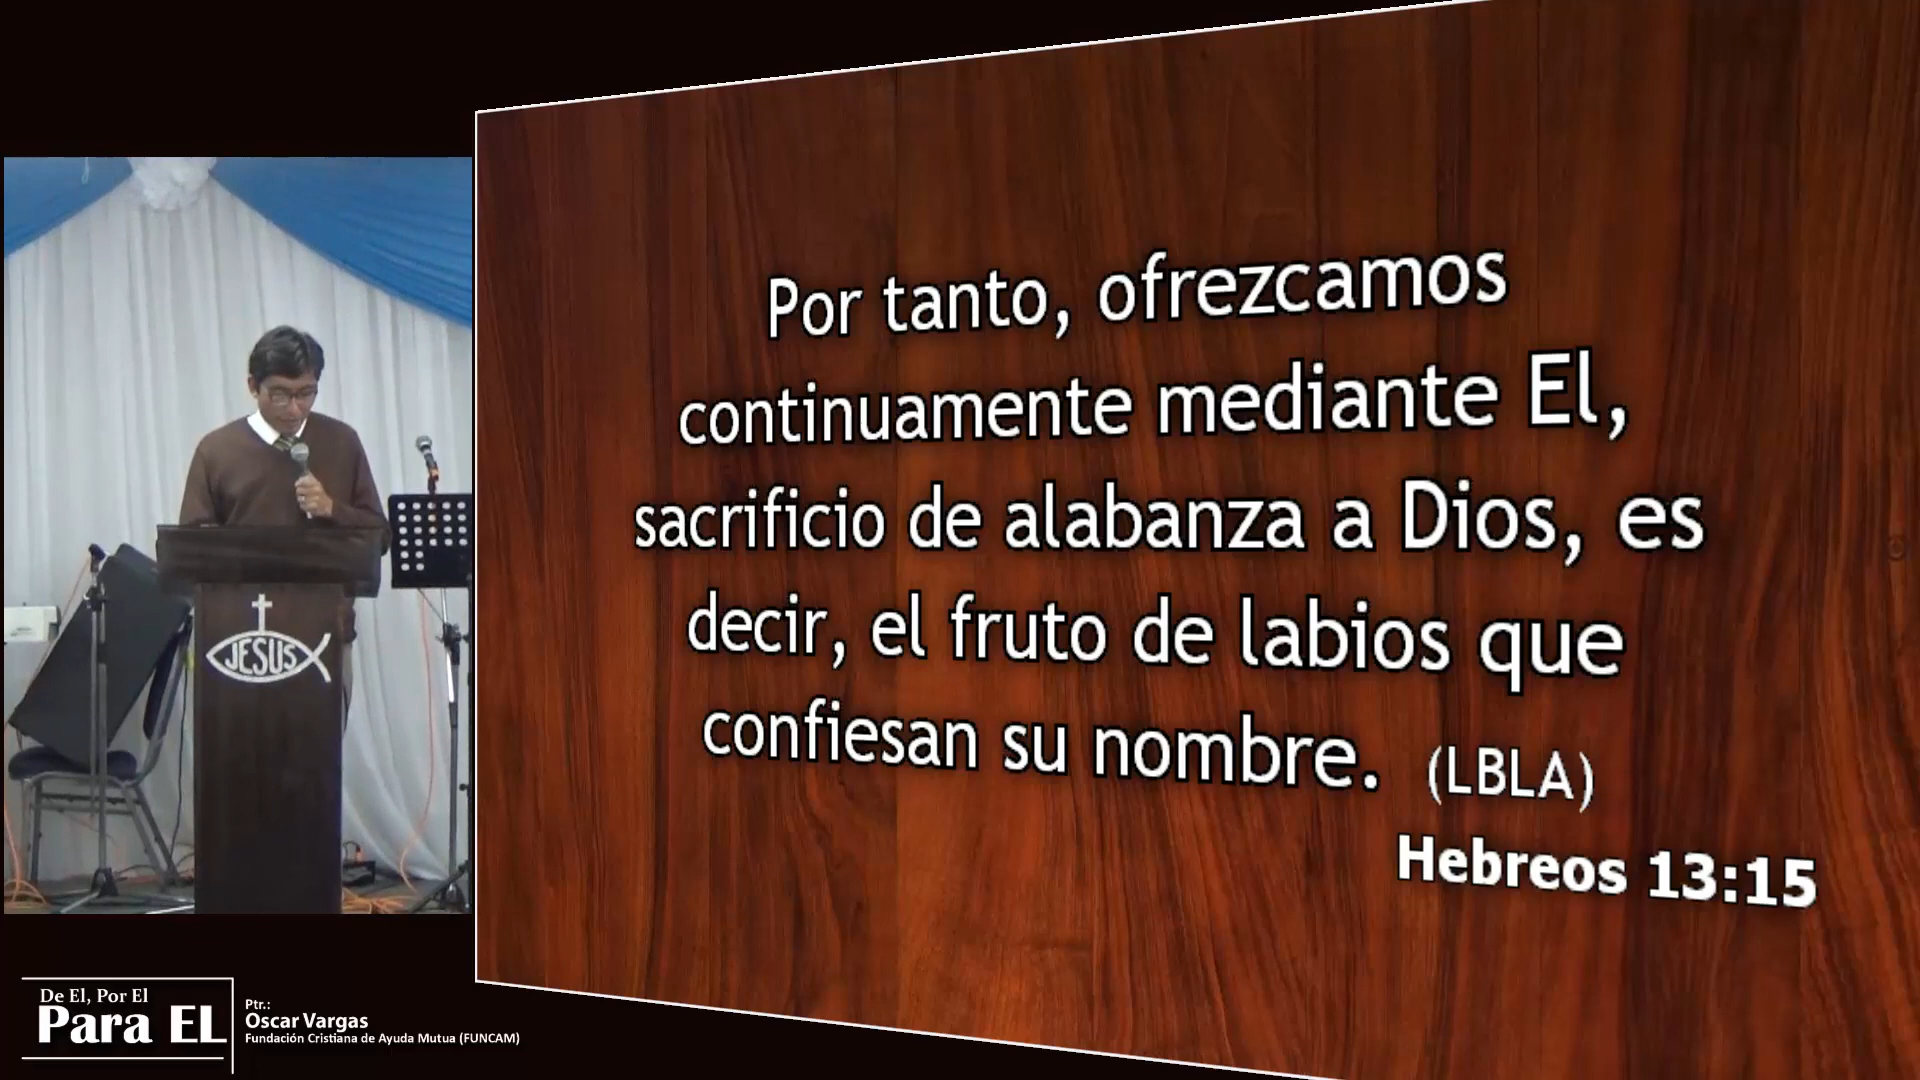 Por tanto, ofrezcamos
continuamente mediante El,
sacrificio de alabanza a Dios, es
decir, el fruto de labios que
confiesan su nombre. (LBLA)
Hebreos 13:15
JESUS
De El, Por El
Para EL
Ptr.:
Oscar Vargas
Fundación Cristiana de Ayuda Mutua (FUNCAM)